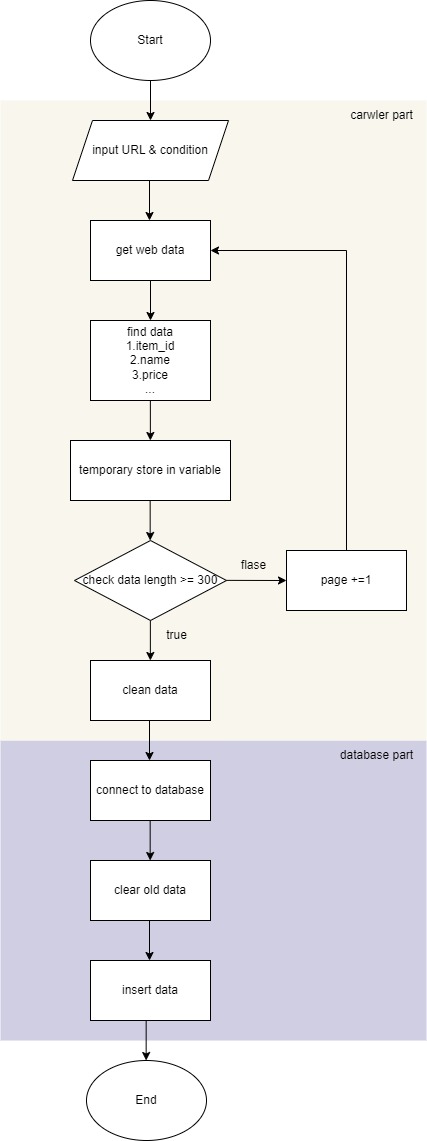 Start
carwler part
input URL & condition
get web data
find data
1.item_id
2.name
3.price
...
temporary store in variable
check data length >= 300
flase
page +=1
true
clean data
database part
connect to database
clear old data
insert data
End